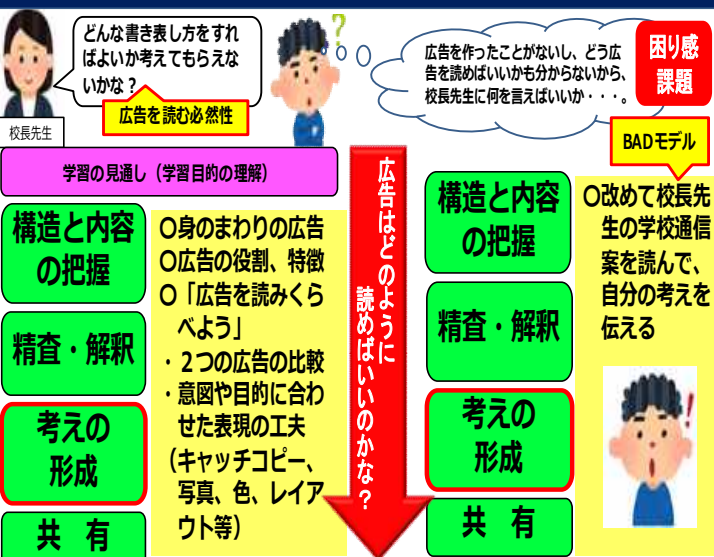 どんな書き表し方をすれ
ばよいか考えてもらえな
いかな？
広告を読む必然性
校長先生
?
広告を作ったことがないし、どう広
告を読めばいいかも分からないから、
校長先生に何を言えばいいか・・・。
困り感
課題
BADモデル
学習の見通し（学習目的の理解）
構造と内容
の把握
精査・解釈
考えの
形成
共　有
〇身のまわりの広告
〇広告の役割、特徴
〇「広告を読みくら
べよう」
・２つの広告の比較
・意図や目的に合わ
せた表現の工夫
（キャッチコピー、
写真、色、レイア
ウト等）
広告はどのように
読めばいいのかな？
構造と内容
の把握
精査・解釈
考えの
形成
共　有
〇改めて校長先
生の学校通信
案を読んで、
自分の考えを
伝える
!